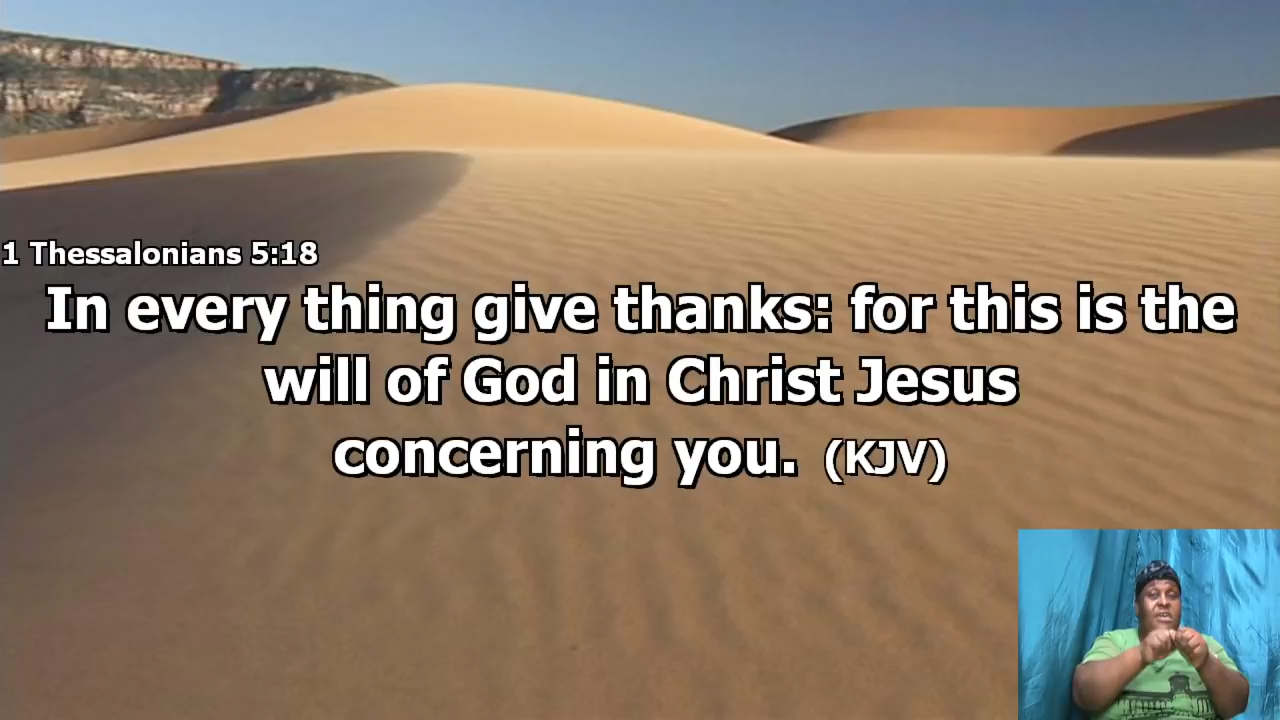 1 Thessalonians 5:18
In every thing give thanks: for this is the
will of God in Christ Jesus
concerning you. (KJV)